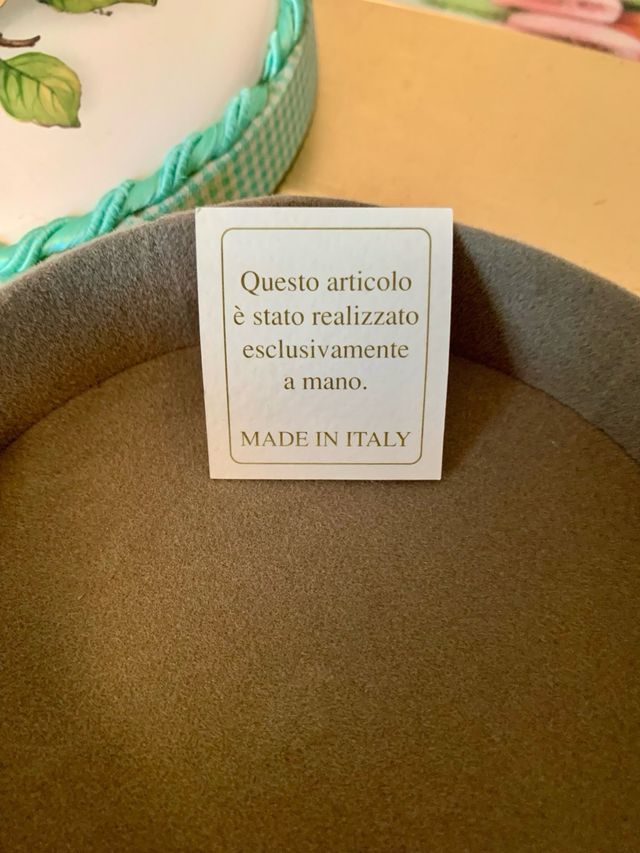 Questo articolo
è stato realizzato
esclusivamente
a mano.
MADE IN ITALY